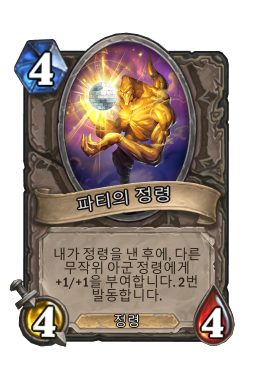 4
파티의 정령
내가 정령을 낸 후에, 다른
무작위 아군 정령에게
+1/+1을 부여합니다. 2번
발동합니다.
4
정령
4